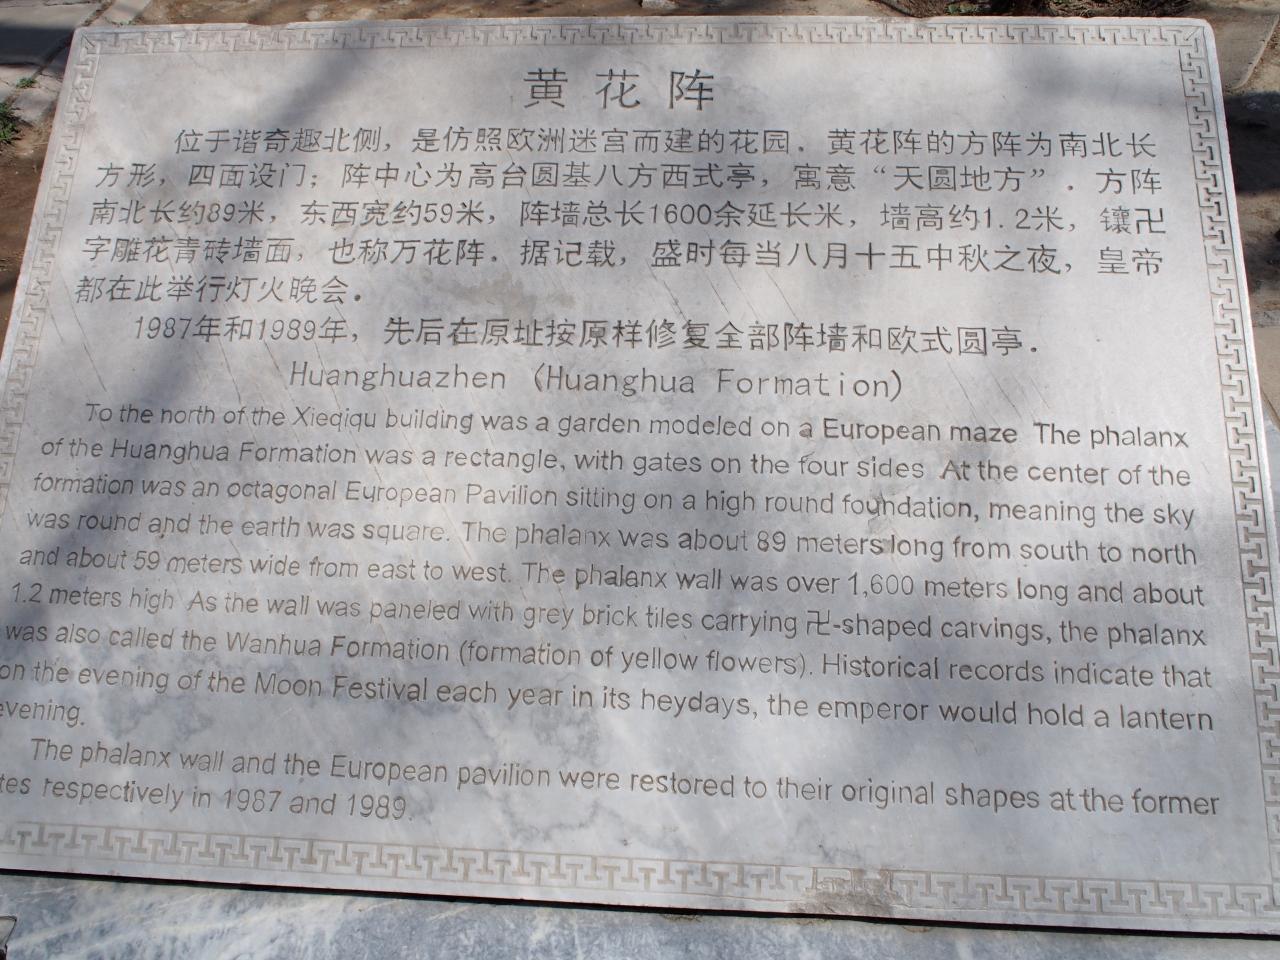 黄花阵
位于谐奇趣北侧，是仿照欧洲迷宫而建的花园．黄花阵的方阵为南北长
方形，四面设门；阵中心为高台圆基八方西式亭，寓意“天圆地方”．方阵
南北长约89米，东西宽约59米，阵墙总长1600余延长米，墙高约1.2米，镶卍
字雕花青砖墙面，也称万花阵．据记载，盛时每当八月十五中秋之夜，皇帝
都在此举行灯火晚会．
1987年和1989年，先后在原址按原样修复全部阵墙和欧式圆亭．
Huanghuazhen (Huanghua Formation)
To the north of the Xieqiqu building was a garden modeled on a European maze The phalanx
of the Huanghua Formation was a rectangle, with gates on the four sides At the center of the
formation was an octagonal European Pavilion sitting on a high round foundation, meaning the sky
was round and the earth was square. The phalanx was about 89 meters long from south to north
and about 59 meters wide from east to west. The phalanx wall was over 1,600 meters long and about
1.2 meters high As the wall was paneled with grey brick tiles carrying 卍-shaped carvings, the phalanx
was also called the Wanhua Formation (formation of yellow flowers). Historical records indicate that
on the evening of the Moon Festival each year in its heydays, the emperor would hold a lantern
evening.
The phalanx wall and the European pavilion were restored to their original shapes at the former
tes respectively in 1987 and 1989.